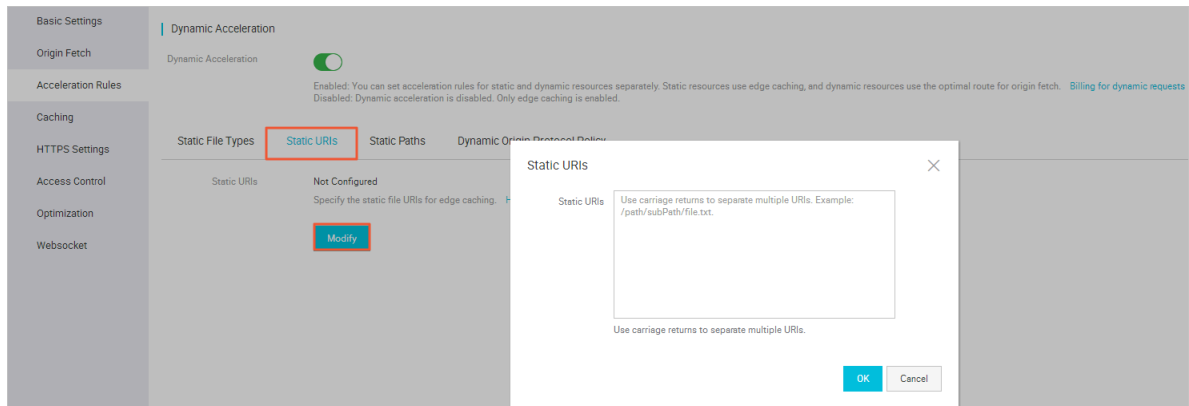 Basic Settings
Origin Fetch
Acceleration Rules
Caching
HTTPS Settings
Access Control
Optimization
Websocket
Dynamic Acceleration
Dynamic Acceleration
Enabled: You can set acceleration rules for static and dynamic resources separately. Static resources use edge caching, and dynamic resources use the optimal route for origin fetch. Billing for dynamic requests
Disabled: Dynamic acceleration is disabled. Only edge caching is enabled.
Static File Types Static URIs Static Paths Dynamic Origin Protocol Policy
Static URIs Not Configured
Specify the static file URIs for edge caching.
Modify
Static URIs
Static URIs
Use carriage returns to separate multiple URIs. Example:
/path/subPath/file.txt.
Use carriage returns to separate multiple URIs.
OK Cancel